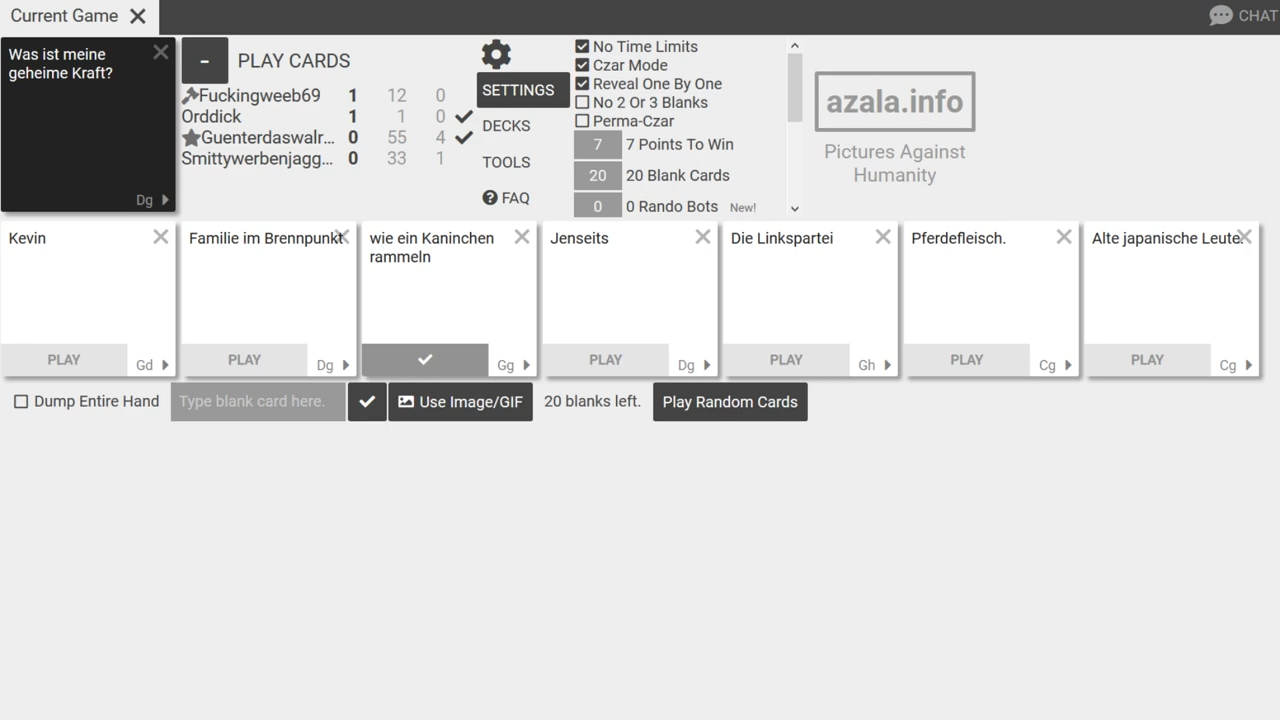 Current Game
CHAT
Was ist meine
geheime Kraft?
Dg
-
PLAY CARDS
Fuckingweeb69 1 12 0
Orddick 1 1 0
Guenterdaswalr... 0 55 4
Smittywerbenjagg... 0 33 1
SETTINGS
DECKS
TOOLS
FAQ
No Time Limits
Czar Mode
Reveal One By One
No 2 Or 3 Blanks
Perma-Czar
7 7 Points To Win
20 20 Blank Cards
0 0 Rando Bots New!
azala.info
Pictures Against
Humanity
Kevin
PLAY Gd
Familie im Brennpunkt
PLAY Dg
wie ein Kaninchen
rammeln
Gg
Jenseits
PLAY Dg
Die Linkspartei
PLAY Gh
Pferdefleisch.
PLAY Cg
Alte japanische Leute.
PLAY Cg
Dump Entire Hand
Type blank card here.
Use Image/GIF
20 blanks left.
Play Random Cards